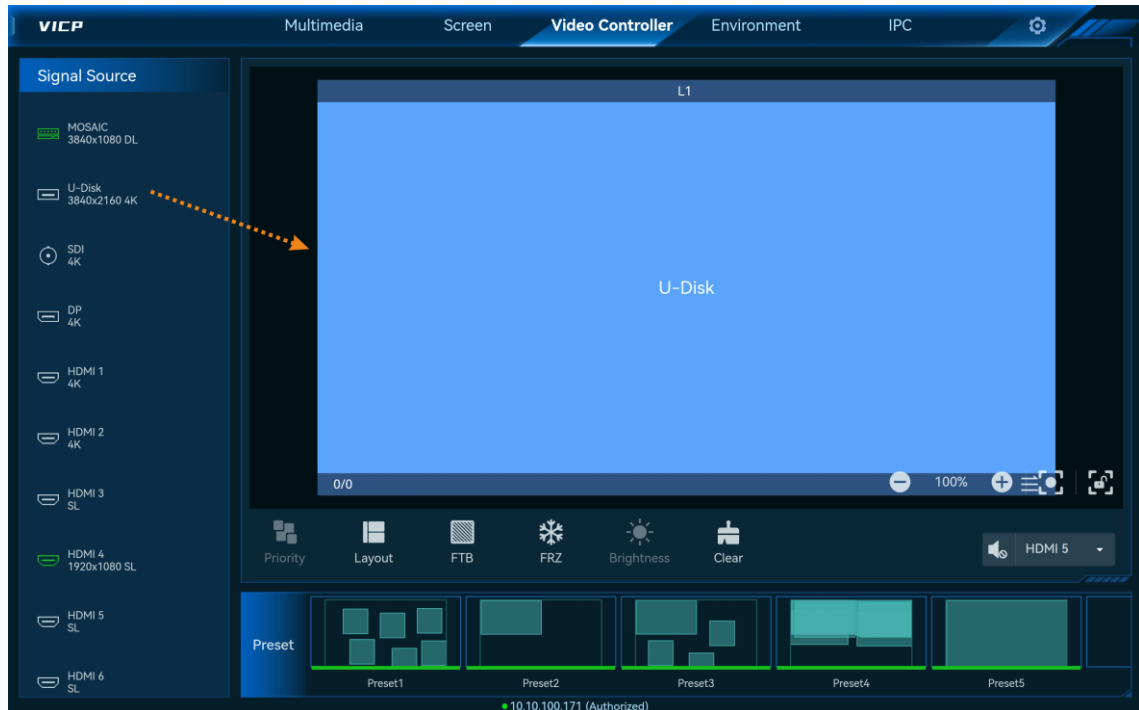 VICP
Multimedia
Screen
Video Controller
Environment
IPC
Signal Source
MOSAIC
3840x1080 DL
U-Disk
3840x2160 4K
SDI
4K
DP
4K
HDMI 1
4K
HDMI 2
4K
HDMI 3
SL
HDMI 4
1920x1080 SL
HDMI 5
SL
HDMI 6
SL
L1
U-Disk
0/0
100%
Priority
Layout
FTB
FRZ
Brightness
Clear
HDMI 5
Preset
Preset1
Preset2
Preset3
Preset4
Preset5
10.10.100.171 (Authorized)